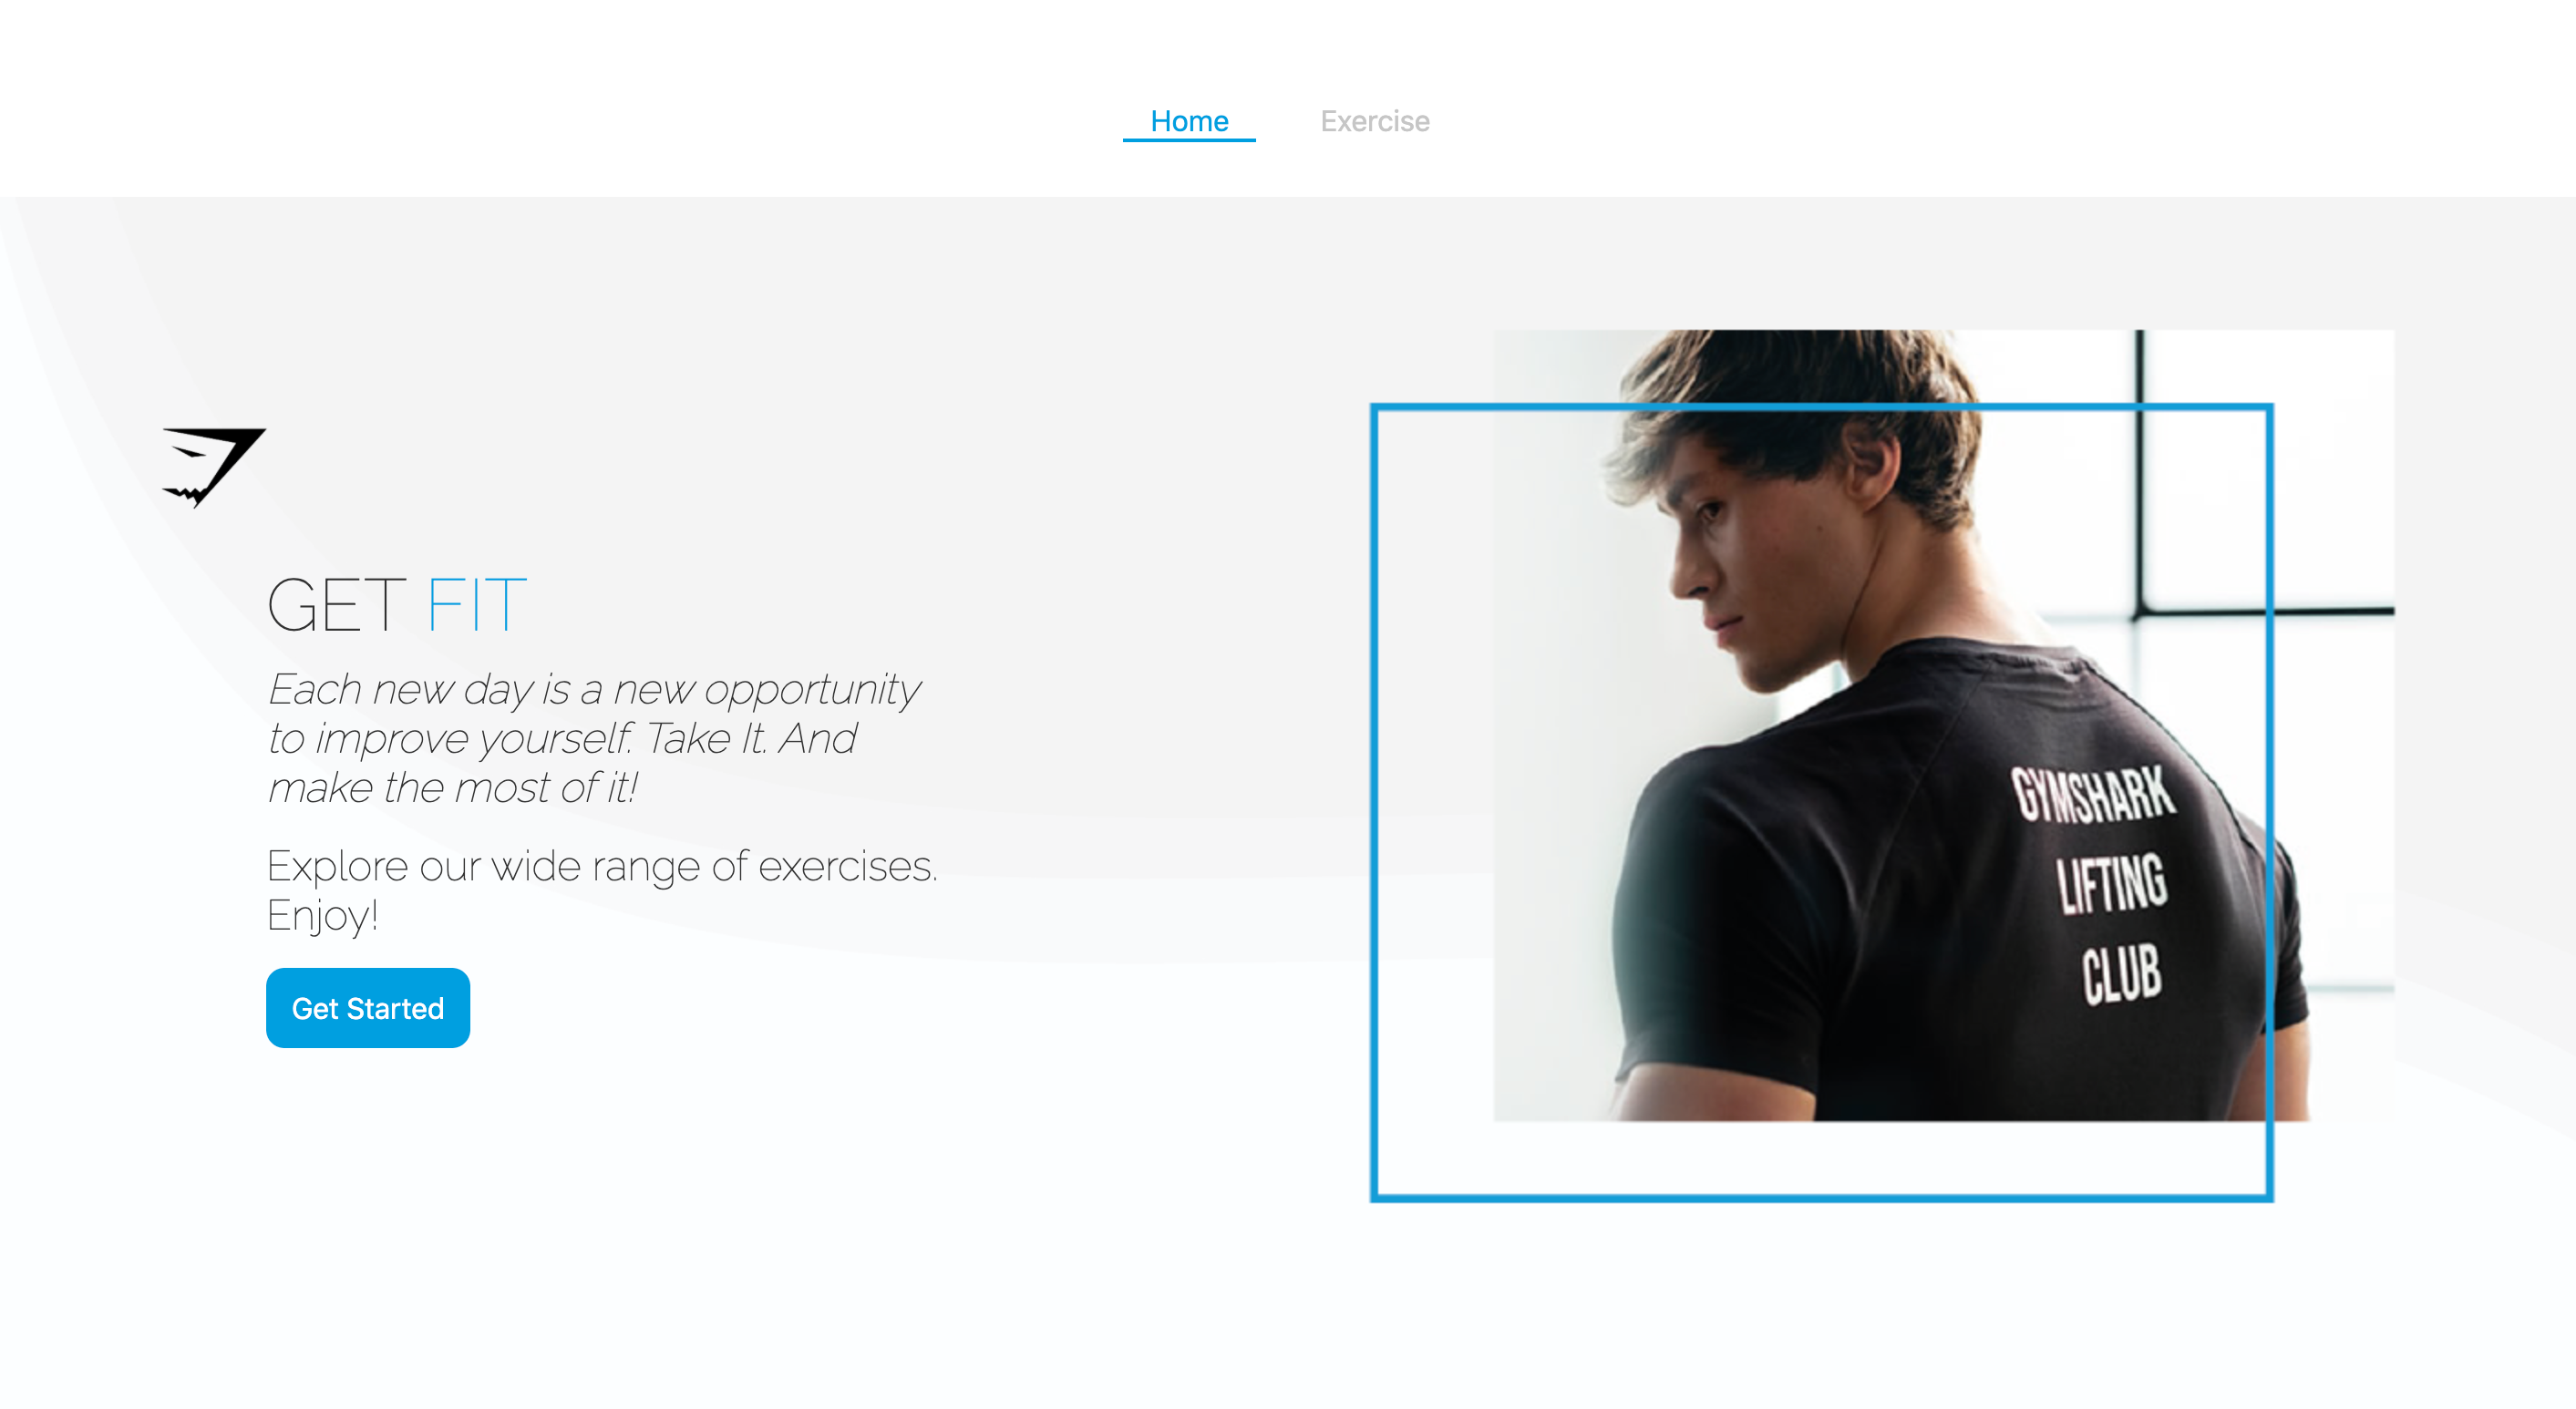 Home Exercise
GET FIT
Each new day is a new opportunity
to improve yourself. Take It. And
make the most of it!
Explore our wide range of exercises.
Enjoy!
Get Started
GYMSHARK
LIFTING
CLUB